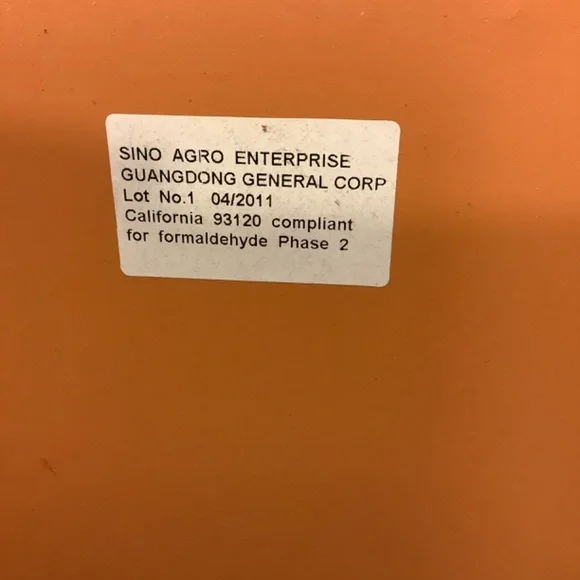 SINO AGRO ENTERPRISE
GUANGDONG GENERAL CORP
Lot No.1 04/2011
California 93120 compliant
for formaldehyde Phase 2